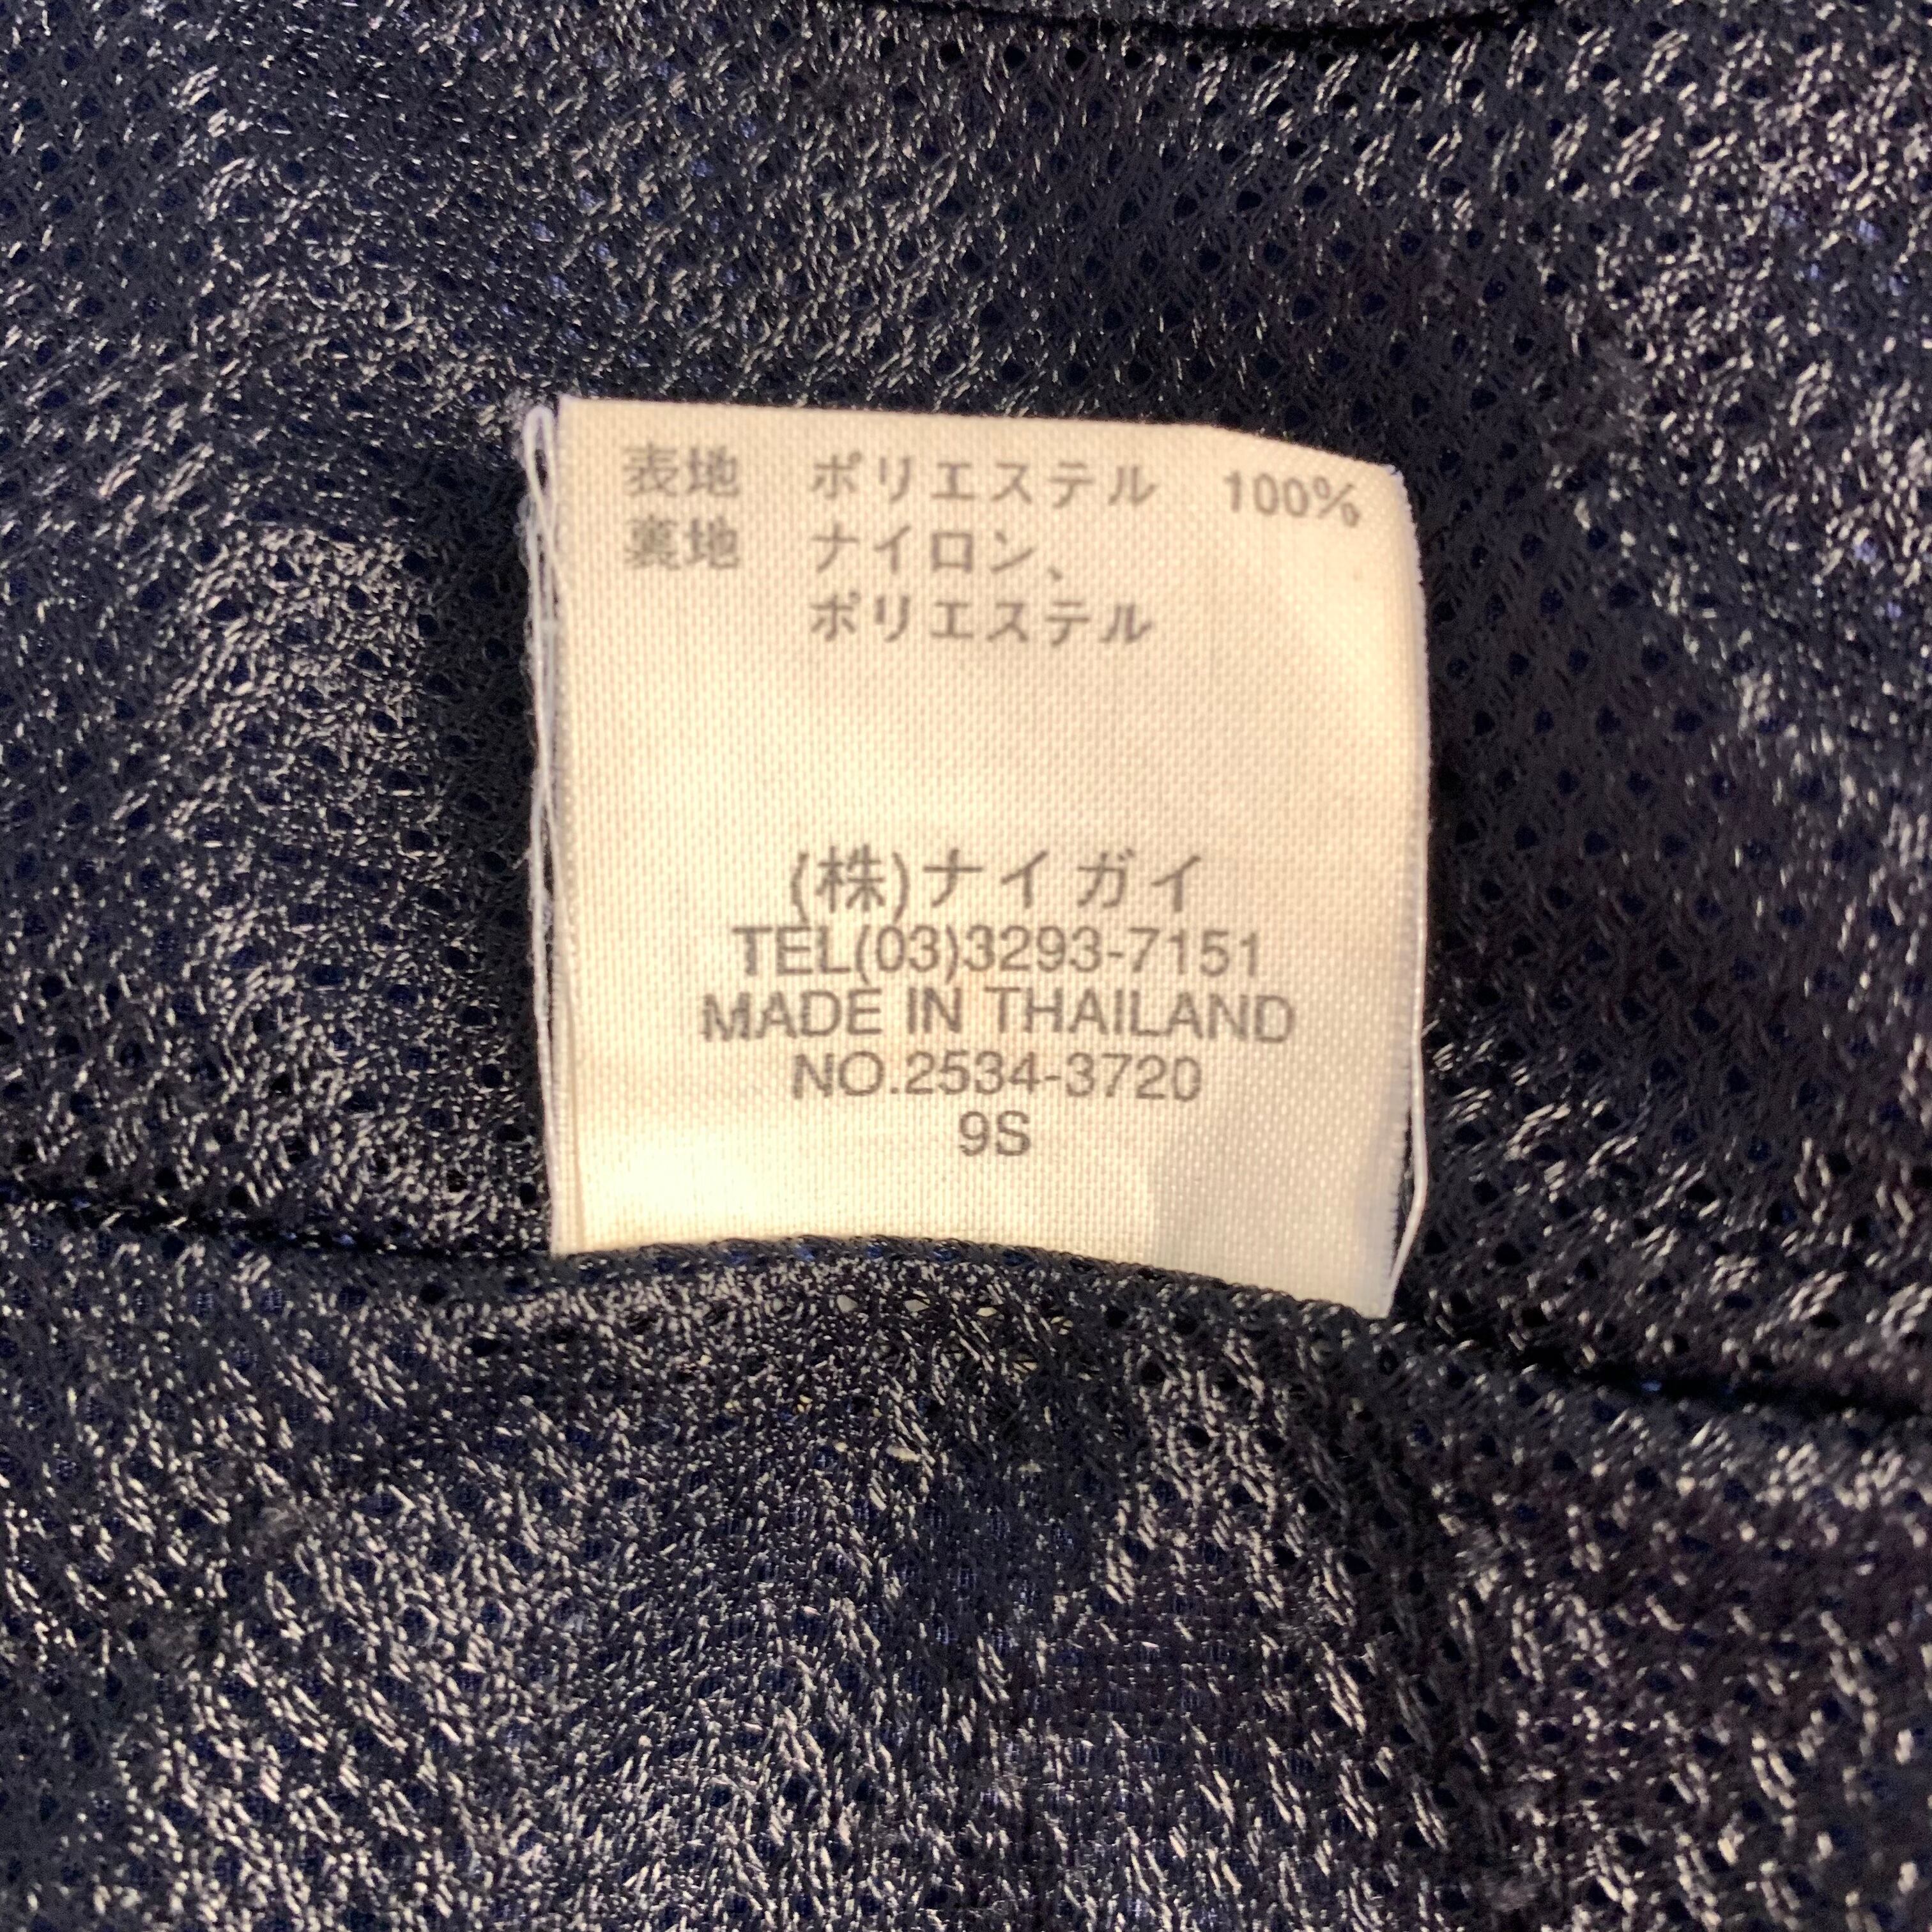 表地 ポリエステル 100%
裏地 ナイロン、
ポリエステル
(株)ナイガイ
TEL(03)3293-7151
MADE IN THAILAND
NO.2534-3720
9S